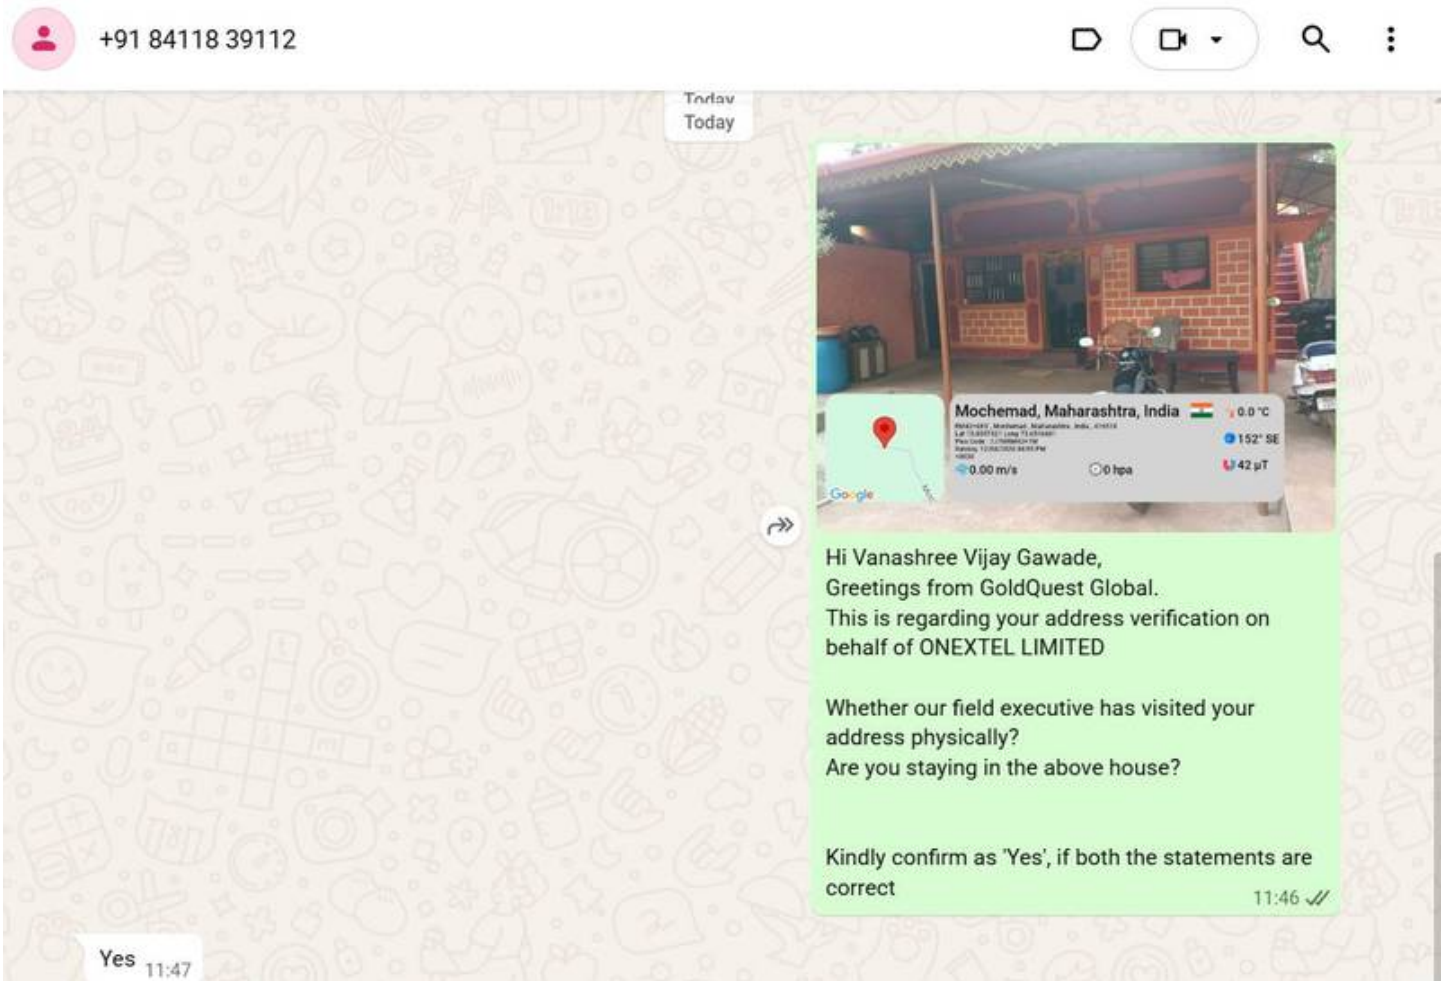 +91 84118 39112
Today
Today
Mochemad, Maharashtra, India
0.0 °C
152° SE
0.00 m/s
0 hpa
42 µT
Google
Hi Vanashree Vijay Gawade,
Greetings from GoldQuest Global.
This is regarding your address verification on
behalf of ONEXTEL LIMITED
Whether our field executive has visited your
address physically?
Are you staying in the above house?
Kindly confirm as 'Yes', if both the statements are
correct
11:46
Yes
11:47